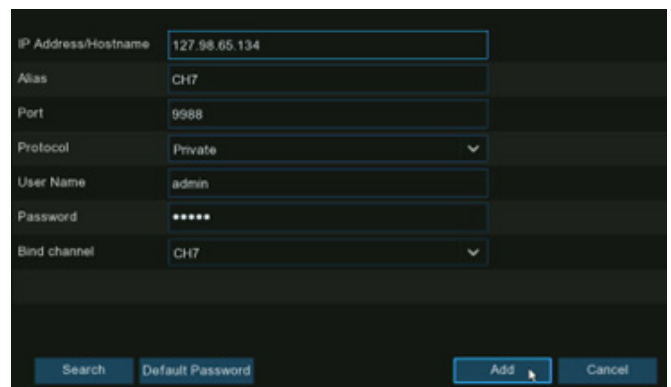 IP Address/Hostname 127.98.65.134
Alias CH7
Port 9988
Protocol Private
User Name admin
Password •••••
Bind channel CH7
Search Default Password Add Cancel